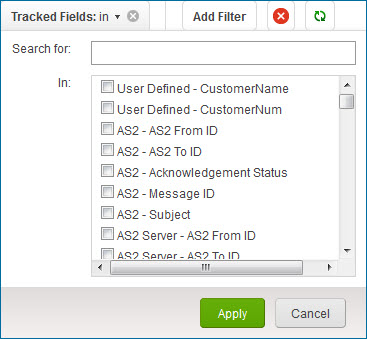 Tracked Fields: in
Add Filter
Search for:
In:
User Defined - CustomerName
User Defined - CustomerNum
AS2 - AS2 From ID
AS2 - AS2 To ID
AS2 - Acknowledgement Status
AS2 - Message ID
AS2 - Subject
AS2 Server - AS2 From ID
AS2 Server - AS2 To ID
Apply
Cancel